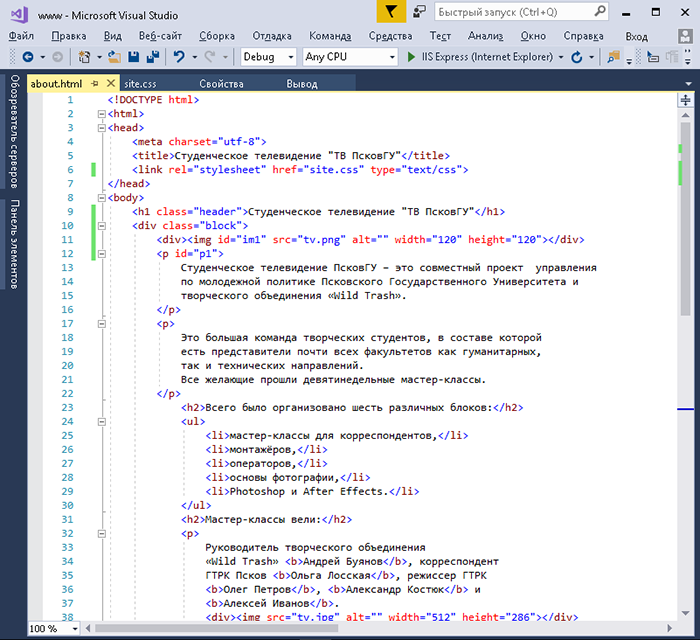 www - Microsoft Visual Studio
Быстрый запуск (Ctrl+Q)
Файл Правка Вид Веб-сайт Сборка Отладка Команда Средства Тест Анализ Окно Справка Вход
Debug Any CPU IIS Express (Internet Explorer)
Обозреватель серверов
Панель элементов
about.html site.css Свойства Вывод
1 <!DOCTYPE html>
2 <html>
3 <head>
4 <meta charset="utf-8">
5 <title>Студенческое телевидение "ТВ ПсковГУ"</title>
6 <link rel="stylesheet" href="site.css" type="text/css">
7 </head>
8 <body>
9 <h1 class="header">Студенческое телевидение "ТВ ПсковГУ"</h1>
10 <div class="block">
11 <div><img id="im1" src="tv.png" alt="" width="120" height="120"></div>
12 <p id="p1">
13 Студенческое телевидение ПсковГУ – это совместный проект управления
14 по молодежной политике Псковского Государственного Университета и
15 творческого объединения «Wild Trash».
16 </p>
17 <p>
18 Это большая команда творческих студентов, в составе которой
19 есть представители почти всех факультетов как гуманитарных,
20 так и технических направлений.
21 Все желающие прошли девятинедельные мастер-классы.
22 </p>
23 <h2>Всего было организовано шесть различных блоков:</h2>
24 <ul>
25 <li>мастер-классы для корреспондентов,</li>
26 <li>монтажёров,</li>
27 <li>операторов,</li>
28 <li>основы фотографии,</li>
29 <li>Photoshop и After Effects.</li>
30 </ul>
31 <h2>Мастер-классы вели:</h2>
32 <p>
33 Руководитель творческого объединения
34 «Wild Trash» <b>Андрей Буянов</b>, корреспондент
35 ГТРК Псков <b>Ольга Лосская</b>, режиссер ГТРК
36 <b>Олег Петров</b>, <b>Александр Костюк</b> и
37 <b>Алексей Иванов</b>.
38 <div><img src="tv.jpg" alt="" width="512" height="286"></div>
100 %